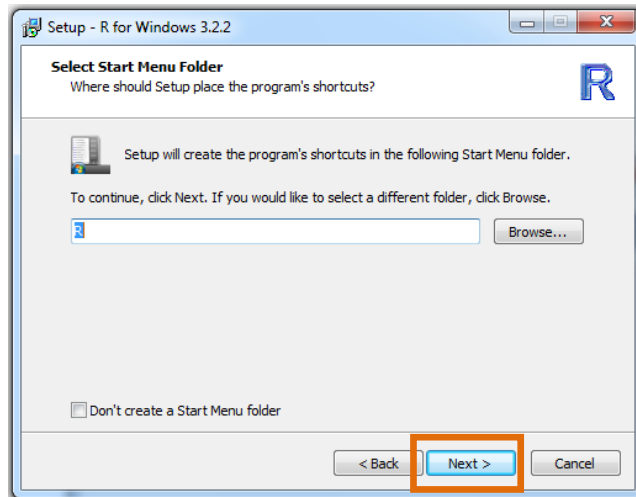 Setup - R for Windows 3.2.2
Select Start Menu Folder
Where should Setup place the program's shortcuts?
R
Setup will create the program's shortcuts in the following Start Menu folder.
To continue, click Next. If you would like to select a different folder, click Browse.
R
Browse...
Don't create a Start Menu folder
< Back
Next >
Cancel